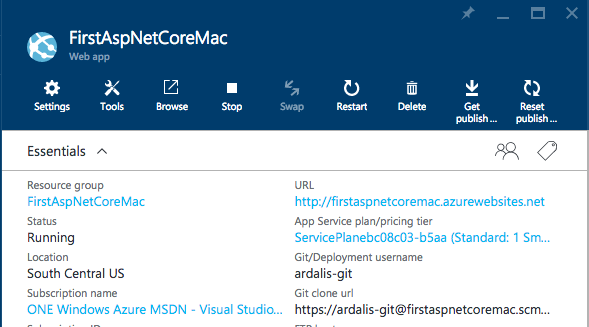 FirstAspNetCoreMac
Web app
Settings
Tools
Browse
Stop
Swap
Restart
Delete
Get publish ...
Reset publish ...
Essentials
Resource group
FirstAspNetCoreMac
URL
http://firstaspnetcoremac.azurewebsites.net
Status
Running
App Service plan/pricing tier
ServicePlanebc08c03-b5aa (Standard: 1 Sm...
Location
South Central US
Git/Deployment username
ardalis-git
Subscription name
ONE Windows Azure MSDN - Visual Studio...
Git clone url
https://ardalis-git@firstaspnetcoremac.scm...